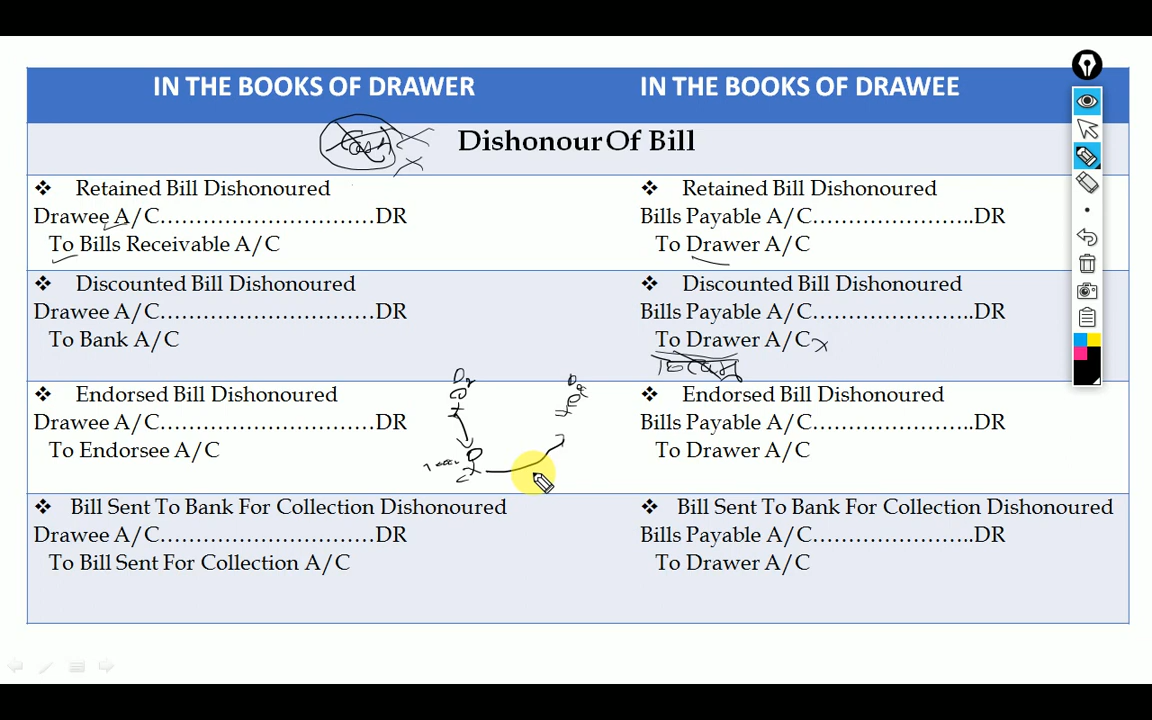 IN THE BOOKS OF DRAWER
IN THE BOOKS OF DRAWEE
Cash
Dishonour Of Bill
❖ Retained Bill Dishonoured
Drawee A/C…………………………DR
To Bills Receivable A/C
❖ Retained Bill Dishonoured
Bills Payable A/C…………………..DR
To Drawer A/C
❖ Discounted Bill Dishonoured
Drawee A/C…………………………DR
To Bank A/C
❖ Discounted Bill Dishonoured
Bills Payable A/C…………………..DR
To Drawer A/C
❖ Endorsed Bill Dishonoured
Drawee A/C…………………………DR
To Endorsee A/C
❖ Endorsed Bill Dishonoured
Bills Payable A/C…………………..DR
To Drawer A/C
❖ Bill Sent To Bank For Collection Dishonoured
Drawee A/C…………………………DR
To Bill Sent For Collection A/C
❖ Bill Sent To Bank For Collection Dishonoured
Bills Payable A/C…………………..DR
To Drawer A/C